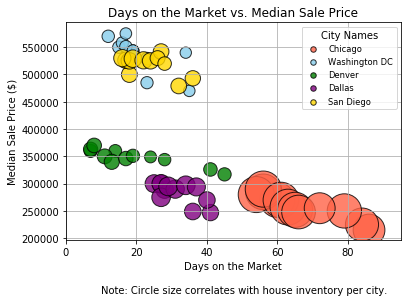 Days on the Market vs. Median Sale Price
City Names
Chicago
Washington DC
Denver
Dallas
San Diego
Median Sale Price ($)
550000
500000
450000
400000
350000
300000
250000
200000
0
20
40
60
80
Days on the Market
Note: Circle size correlates with house inventory per city.